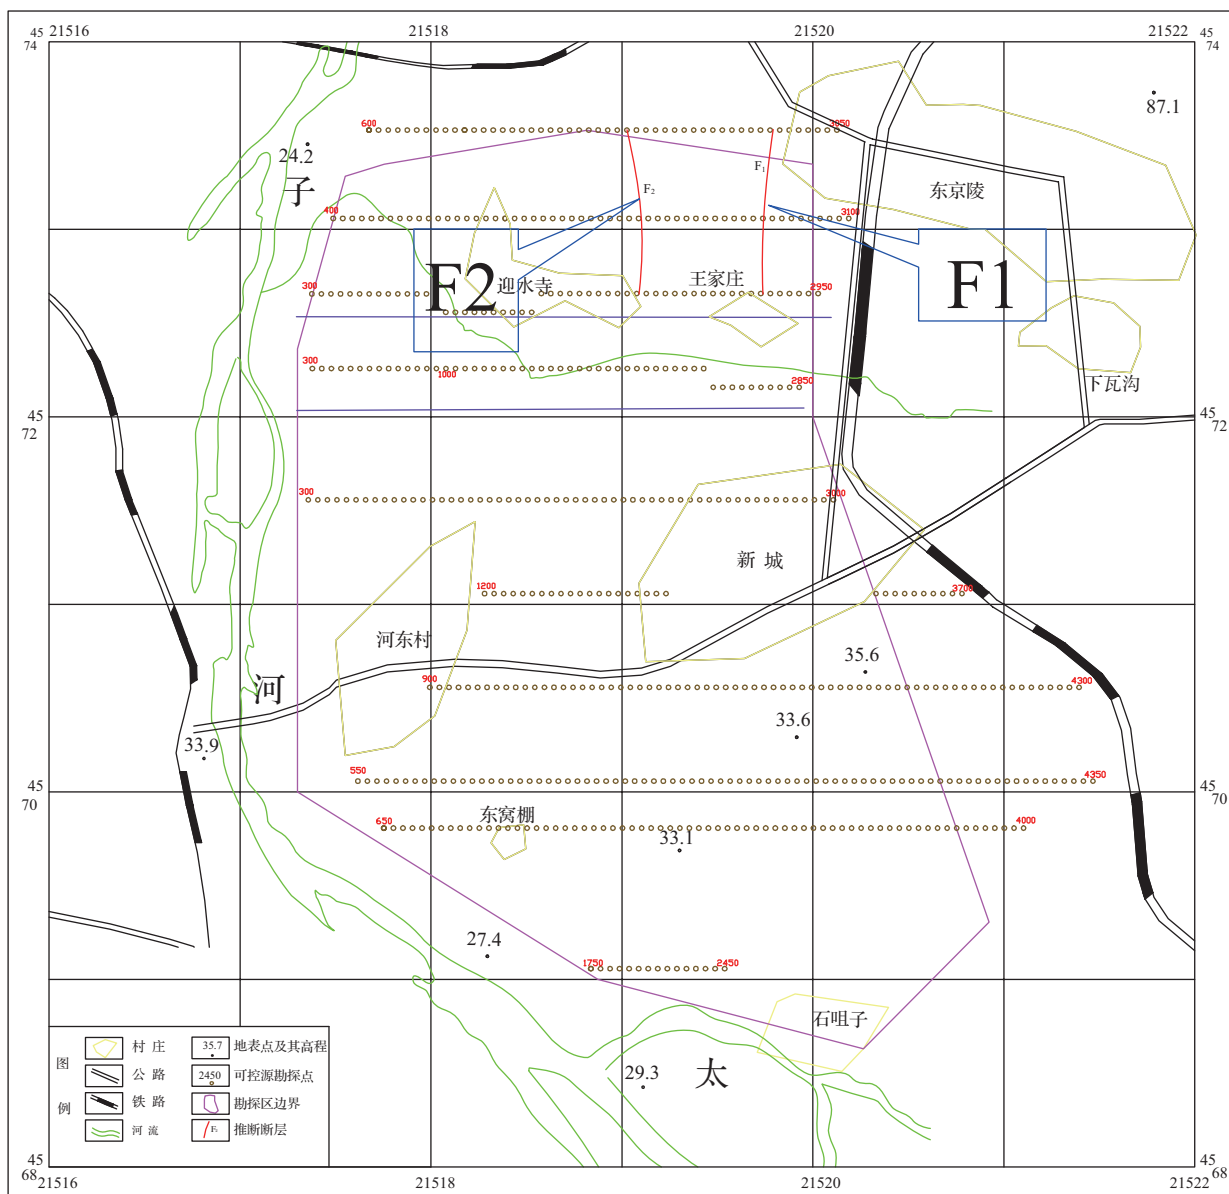 21516 21518 21520 21522
45
74
45
74
87.1
600 3050
24.2
子
F₂
F₁
东京陵
400 3100
F2
迎水寺
王家庄
F1
300 2950
300
1000
2850
下瓦沟
45
72
45
72
300 3000
新 城
1200 3700
河东村
35.6
河
900 4300
33.6
33.9
550 4350
45
70
45
70
650 4000
东窝棚
33.1
27.4
1750 2450
石咀子
太
29.3
图
例
村 庄
公 路
铁 路
河 流
35.7
地表点及其高程
2450
可控源勘探点
勘探区边界
推断断层
45
68
45
68
21516 21518 21520 21522